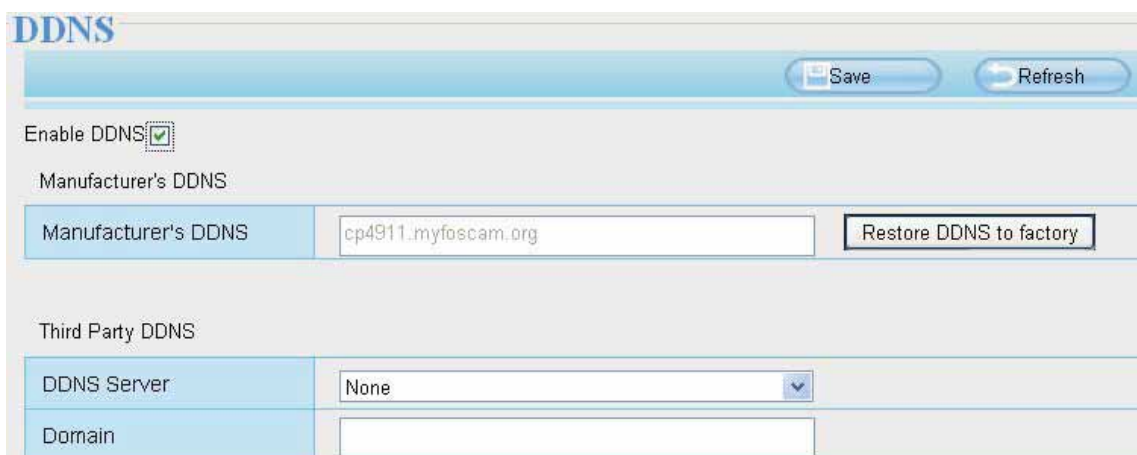 DDNS
Save Refresh
Enable DDNS
Manufacturer's DDNS
Manufacturer's DDNS cp4911.myfoscam.org Restore DDNS to factory
Third Party DDNS
DDNS Server None
Domain